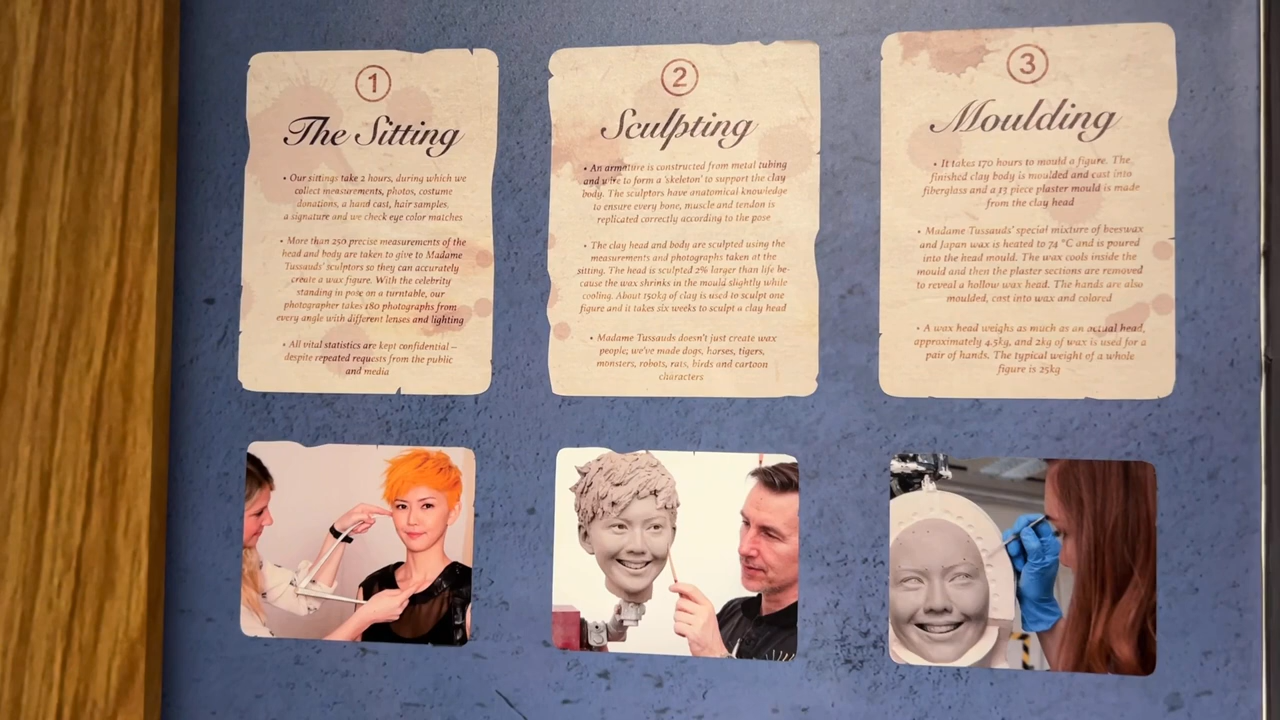 1
The Sitting
• Our sittings take 2 hours, during which we
collect measurements, photos, costume
donations, a hand cast, hair samples,
a signature and we check eye color matches
• More than 250 precise measurements of the
head and body are taken to give to Madame
Tussauds' sculptors so they can accurately
create a wax figure. With the celebrity
standing in pose on a turntable, our
photographer takes 180 photographs from
every angle with different lenses and lighting
• All vital statistics are kept confidential –
despite repeated requests from the public
and media
2
Sculpting
• An armature is constructed from metal tubing
and wire to form a 'skeleton' to support the clay
body. The sculptors have anatomical knowledge
to ensure every bone, muscle and tendon is
replicated correctly according to the pose
• The clay head and body are sculpted using the
measurements and photographs taken at the
sitting. The head is sculpted 2% larger than life be-
cause the wax shrinks in the mould slightly while
cooling. About 150kg of clay is used to sculpt one
figure and it takes six weeks to sculpt a clay head
• Madame Tussauds doesn't just create wax
people; we've made dogs, horses, tigers,
monsters, robots, rats, birds and cartoon
characters
3
Moulding
• It takes 170 hours to mould a figure. The
finished clay body is moulded and cast into
fiberglass and a 13 piece plaster mould is made
from the clay head
• Madame Tussauds' special mixture of beeswax
and Japan wax is heated to 74 °C and is poured
into the head mould. The wax cools inside the
mould and then the plaster sections are removed
to reveal a hollow wax head. The hands are also
moulded, cast into wax and colored
• A wax head weighs as much as an actual head,
approximately 4.5kg, and 2kg of wax is used for a
pair of hands. The typical weight of a whole
figure is 25kg